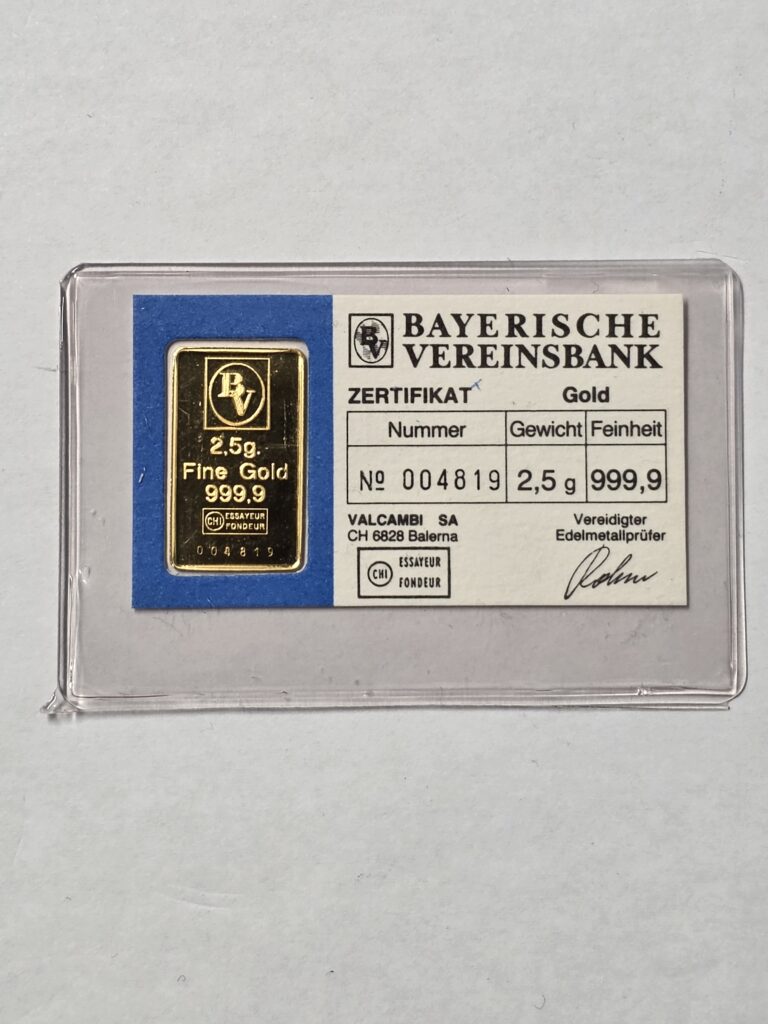 BV
2,5g.
Fine Gold
999,9
CHI ESSAYEUR
FONDEUR
004819
BV BAYERISCHE
VEREINSBANK
ZERTIFIKAT Gold
Nummer Gewicht Feinheit
Nº 004819 2,5 g 999,9
VALCAMBI SA
CH 6828 Balerna
CHI ESSAYEUR
FONDEUR
Vereidigter
Edelmetallprüfer